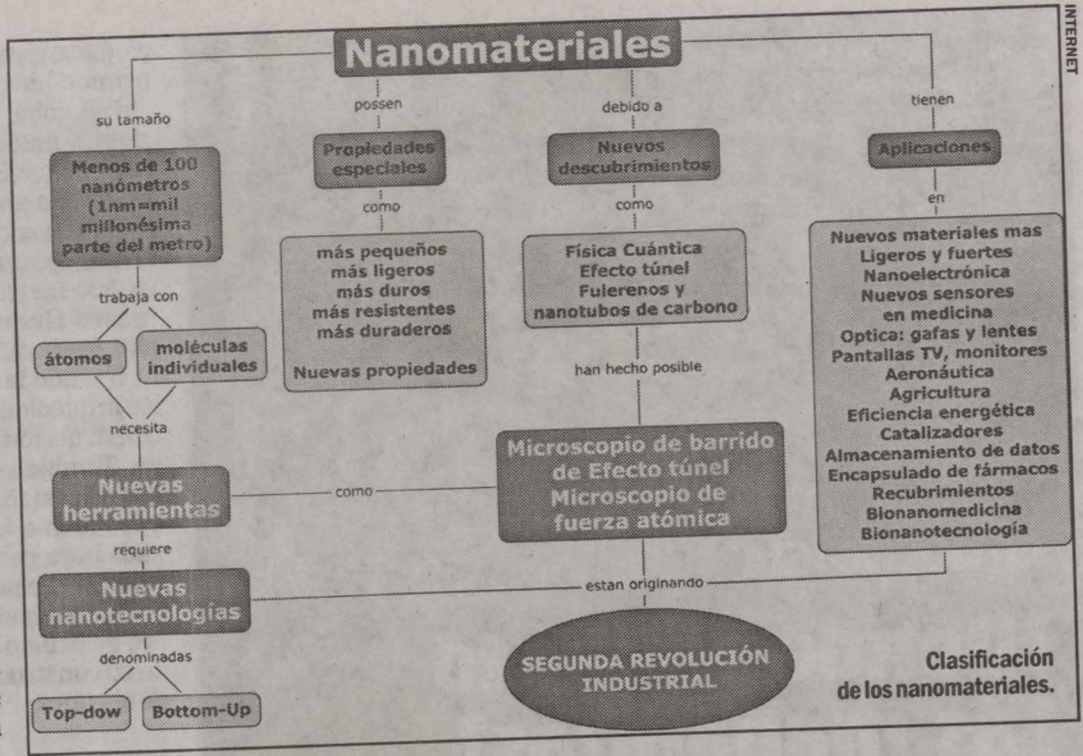 INTERNET
Nanomateriales
su tamaño
Menos de 100
nanómetros
(1nm=mil
millonésima
parte del metro)
trabaja con
átomos
moléculas
individuales
necesita
Nuevas
herramientas
requiere
Nuevas
nanotecnologías
denominadas
Top-dow
Bottom-Up
possen
Propiedades
especiales
como
más pequeños
más ligeros
más duros
más resistentes
más duraderos
Nuevas propiedades
como
debido a
Nuevos
descubrimientos
como
Física Cuántica
Efecto túnel
Fulerenos y
nanotubos de carbono
han hecho posible
Microscopio de barrido
de Efecto túnel
Microscopio de
fuerza atómica
estan originando
SEGUNDA REVOLUCIÓN
INDUSTRIAL
tienen
Aplicaciones
en
Nuevos materiales mas
Ligeros y fuertes
Nanoelectrónica
Nuevos sensores
en medicina
Optica: gafas y lentes
Pantallas TV, monitores
Aeronáutica
Agricultura
Eficiencia energética
Catalizadores
Almacenamiento de datos
Encapsulado de fármacos
Recubrimientos
Bionanomedicina
Bionanotecnología
Clasificación
de los nanomateriales.